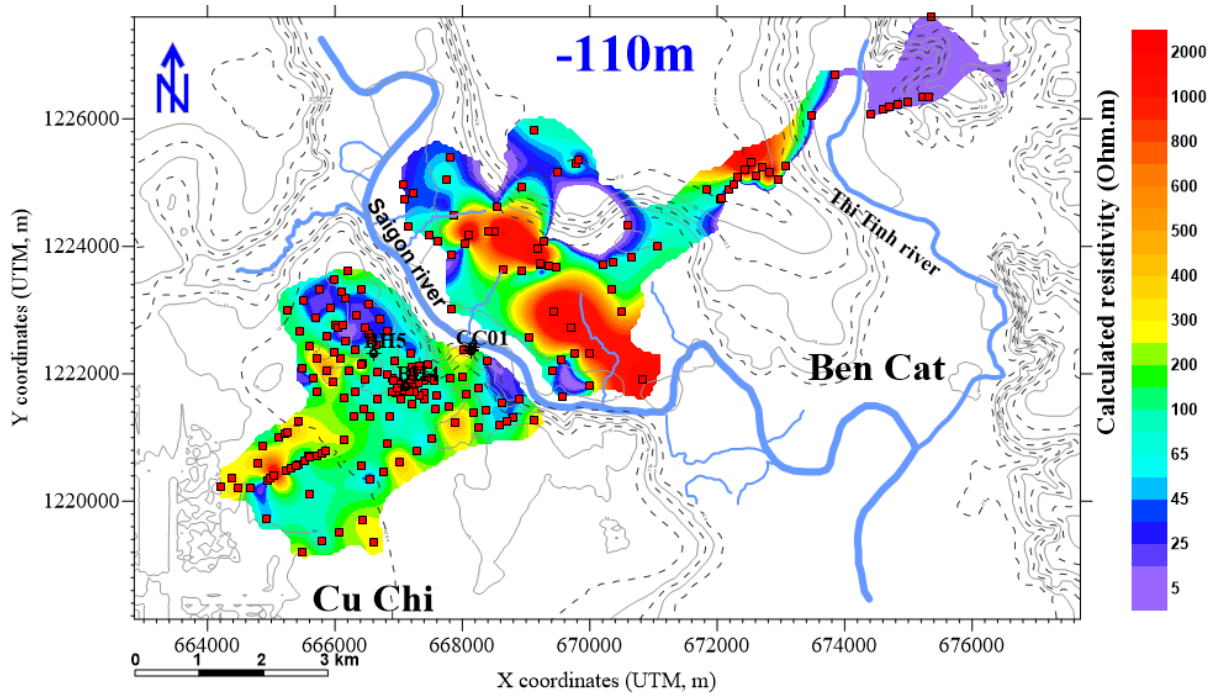 -110m
N
1226000
1224000
1222000
1220000
Y coordinates (UTM, m)
Saigon river
Thi Tinh river
BH5
CC01
Ben Cat
Cu Chi
664000
666000
668000
670000
672000
674000
676000
0
1
2
3 km
X coordinates (UTM, m)
Calculated resistivity (Ohm.m)
2000
1000
800
600
500
400
300
200
100
65
45
25
5